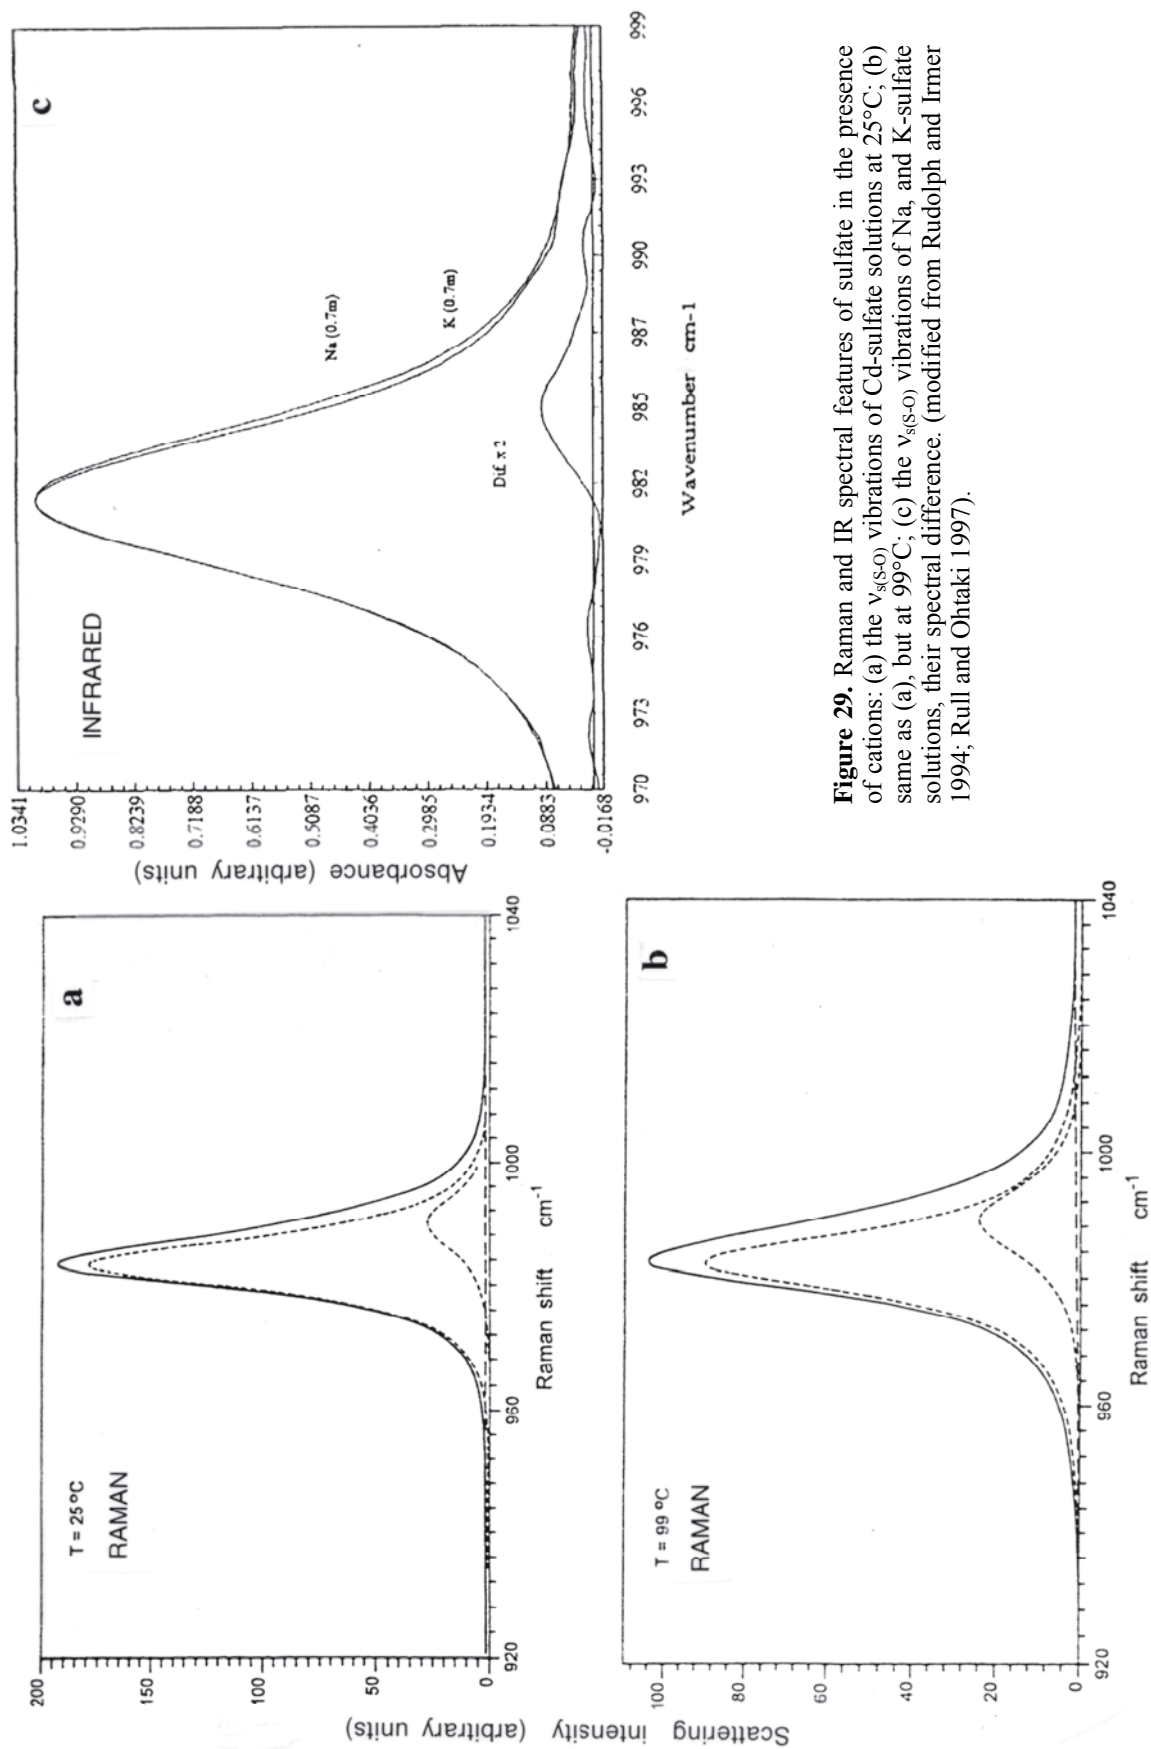 a
T = 25 °C
RAMAN
200
150
100
50
0
920
960
1000
1040
Raman shift cm-1
b
T = 99 °C
RAMAN
100
80
60
40
20
0
920
960
1000
1040
Raman shift cm-1
Scattering intensity (arbitrary units)
c
INFRARED
Na (0.7m)
K (0.7m)
Dif. x 2
1.0341
0.9290
0.8239
0.7188
0.6137
0.5087
0.4036
0.2985
0.1934
0.0883
-0.0168
Absorbance (arbitrary units)
970
973
976
979
982
985
987
990
993
996
999
Wavenumber cm-1
Figure 29. Raman and IR spectral features of sulfate in the presence
of cations: (a) the νs(S-O) vibrations of Cd-sulfate solutions at 25°C; (b)
same as (a), but at 99°C; (c) the νs(S-O) vibrations of Na, and K-sulfate
solutions, their spectral difference. (modified from Rudolph and Irmer
1994; Rull and Ohtaki 1997).